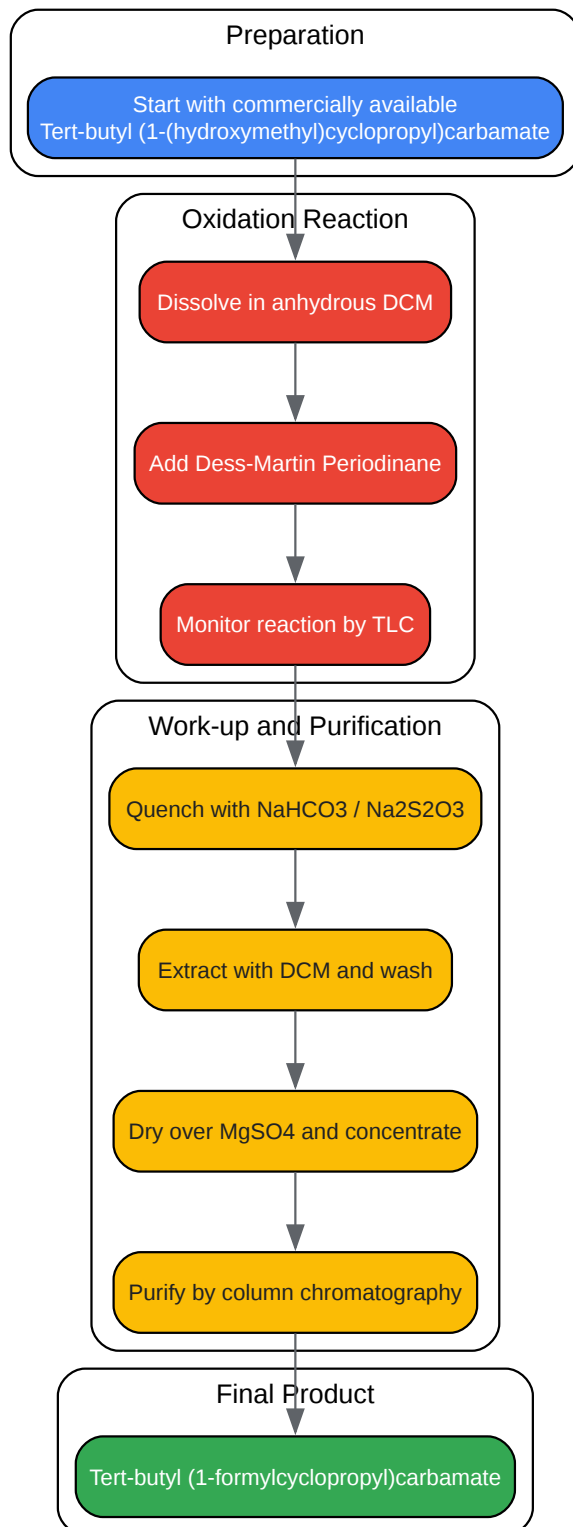 Preparation
Start with commercially available
Tert-butyl (1-(hydroxymethyl)cyclopropyl)carbamate
Oxidation Reaction
Dissolve in anhydrous DCM
Add Dess-Martin Periodinane
Monitor reaction by TLC
Work-up and Purification
Quench with NaHCO3 / Na2S2O3
Extract with DCM and wash
Dry over MgSO4 and concentrate
Purify by column chromatography
Final Product
Tert-butyl (1-formylcyclopropyl)carbamate